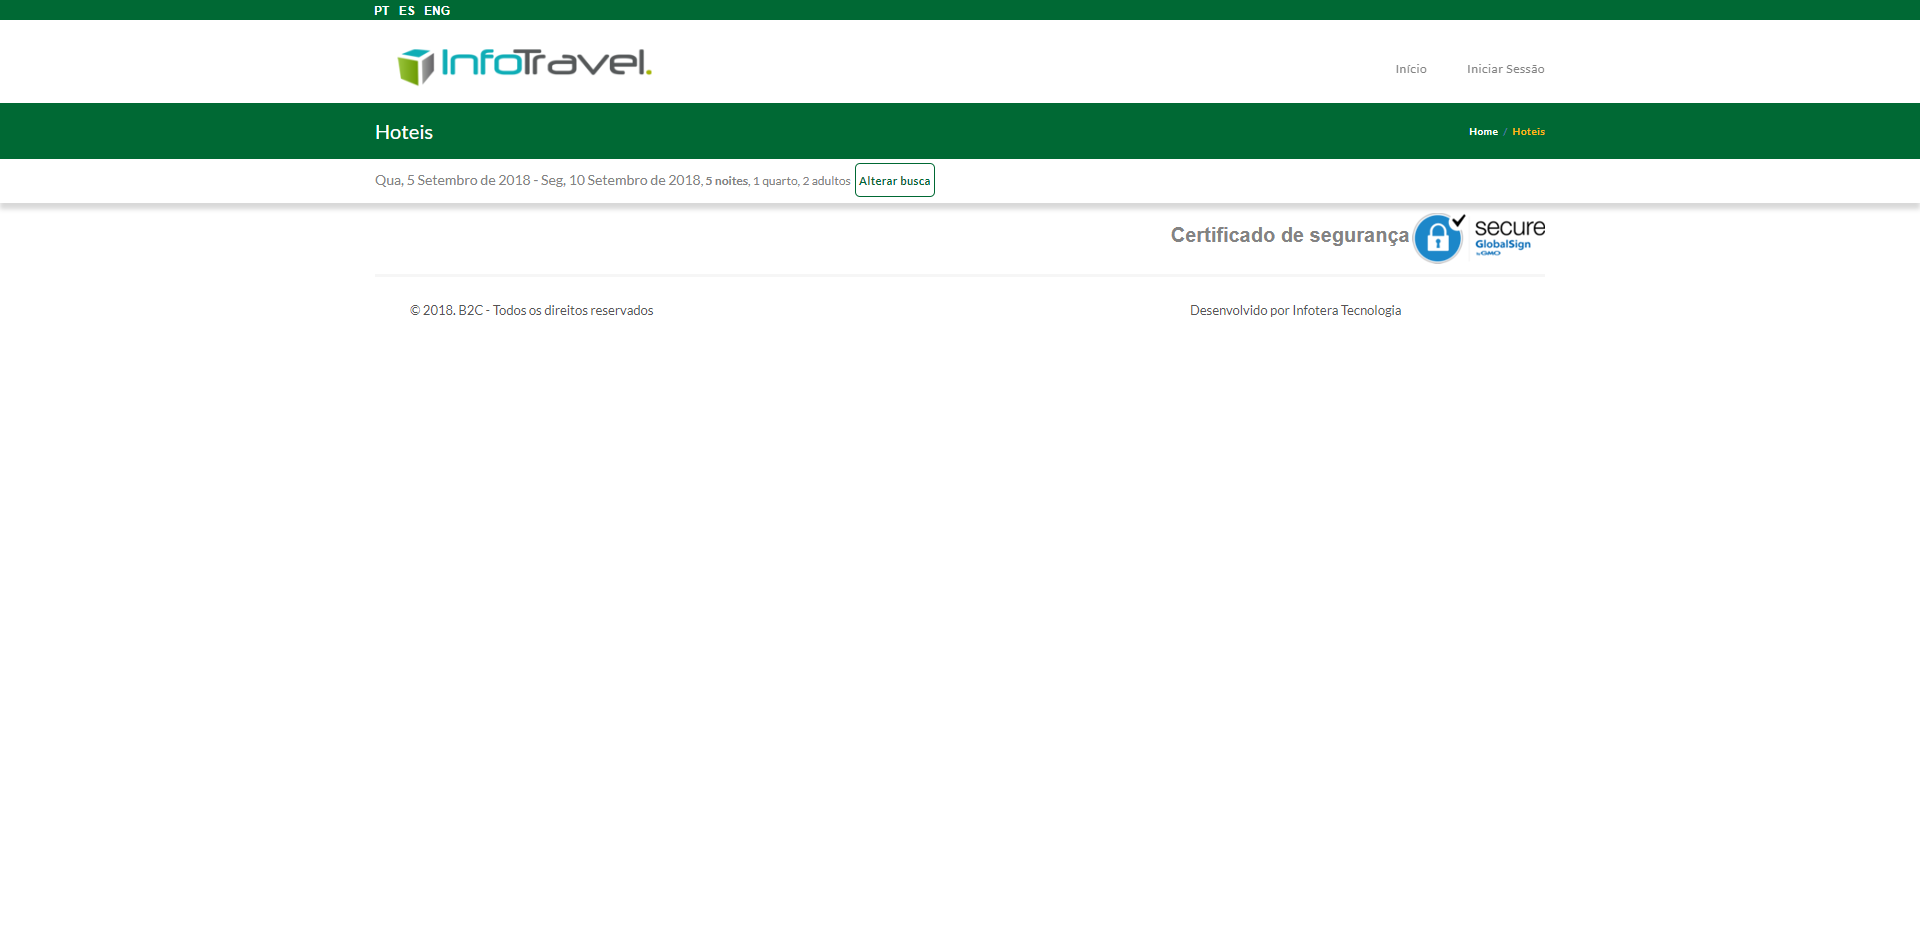 PT ES ENG
InfoTravel.
Início Iniciar Sessão
Hoteis
Home / Hoteis
Qua, 5 Setembro de 2018 - Seg, 10 Setembro de 2018, 5 noites, 1 quarto, 2 adultos Alterar busca
Certificado de segurança
secure
GlobalSign
by GMO
© 2018. B2C - Todos os direitos reservados
Desenvolvido por Infotera Tecnologia